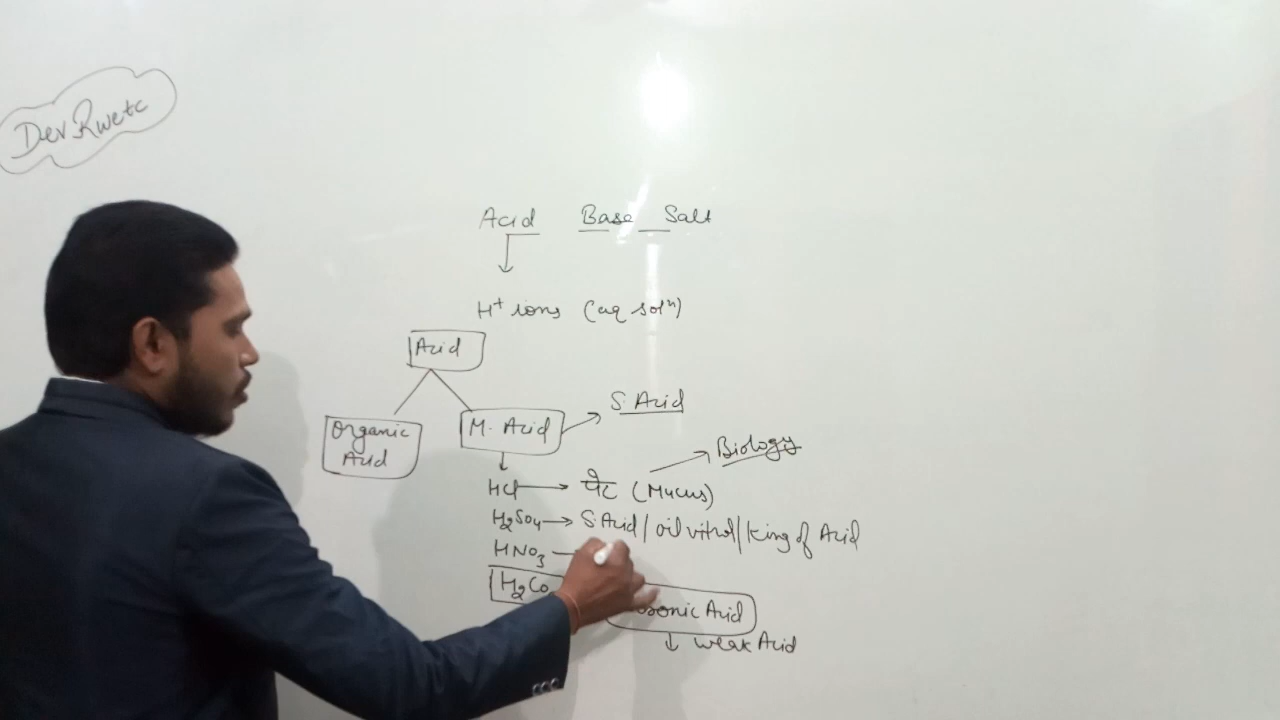 Dev Rwetc
Acid Base Salt
H+ ions (aq solⁿ)
Acid
S. Acid
Organic
Acid
M. Acid
Biology
HCl → पेट (Mucus)
H2SO4 → S. Acid / oil vitrol / King of Acid
HNO3
H2CO
sonic Acid
↓ weak Acid